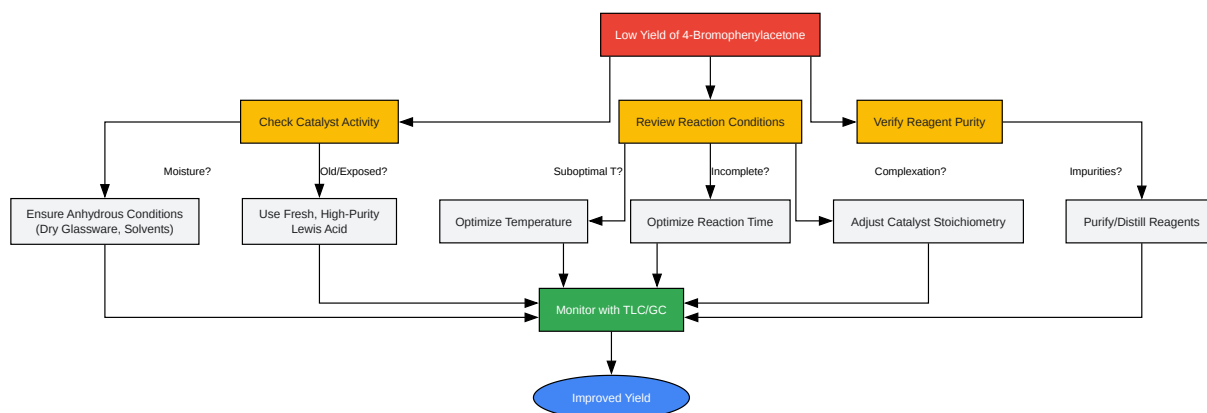 Low Yield of 4-Bromophenylacetone
Check Catalyst Activity
Review Reaction Conditions
Verify Reagent Purity
Moisture?
Old/Exposed?
Suboptimal T?
Incomplete?
Complexation?
Impurities?
Ensure Anhydrous Conditions
(Dry Glassware, Solvents)
Use Fresh, High-Purity
Lewis Acid
Optimize Temperature
Optimize Reaction Time
Adjust Catalyst Stoichiometry
Purify/Distill Reagents
Monitor with TLC/GC
Improved Yield